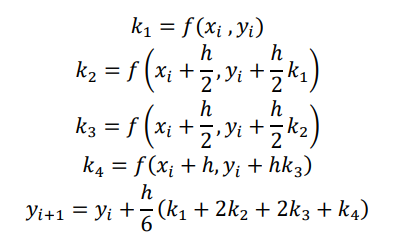 k₁ = f(xᵢ , yᵢ)
k₂ = f(xᵢ + h/2, yᵢ + h/2 k₁)
k₃ = f(xᵢ + h/2, yᵢ + h/2 k₂)
k₄ = f(xᵢ + h, yᵢ + hk₃)
yᵢ₊₁ = yᵢ + h/6 (k₁ + 2k₂ + 2k₃ + k₄)